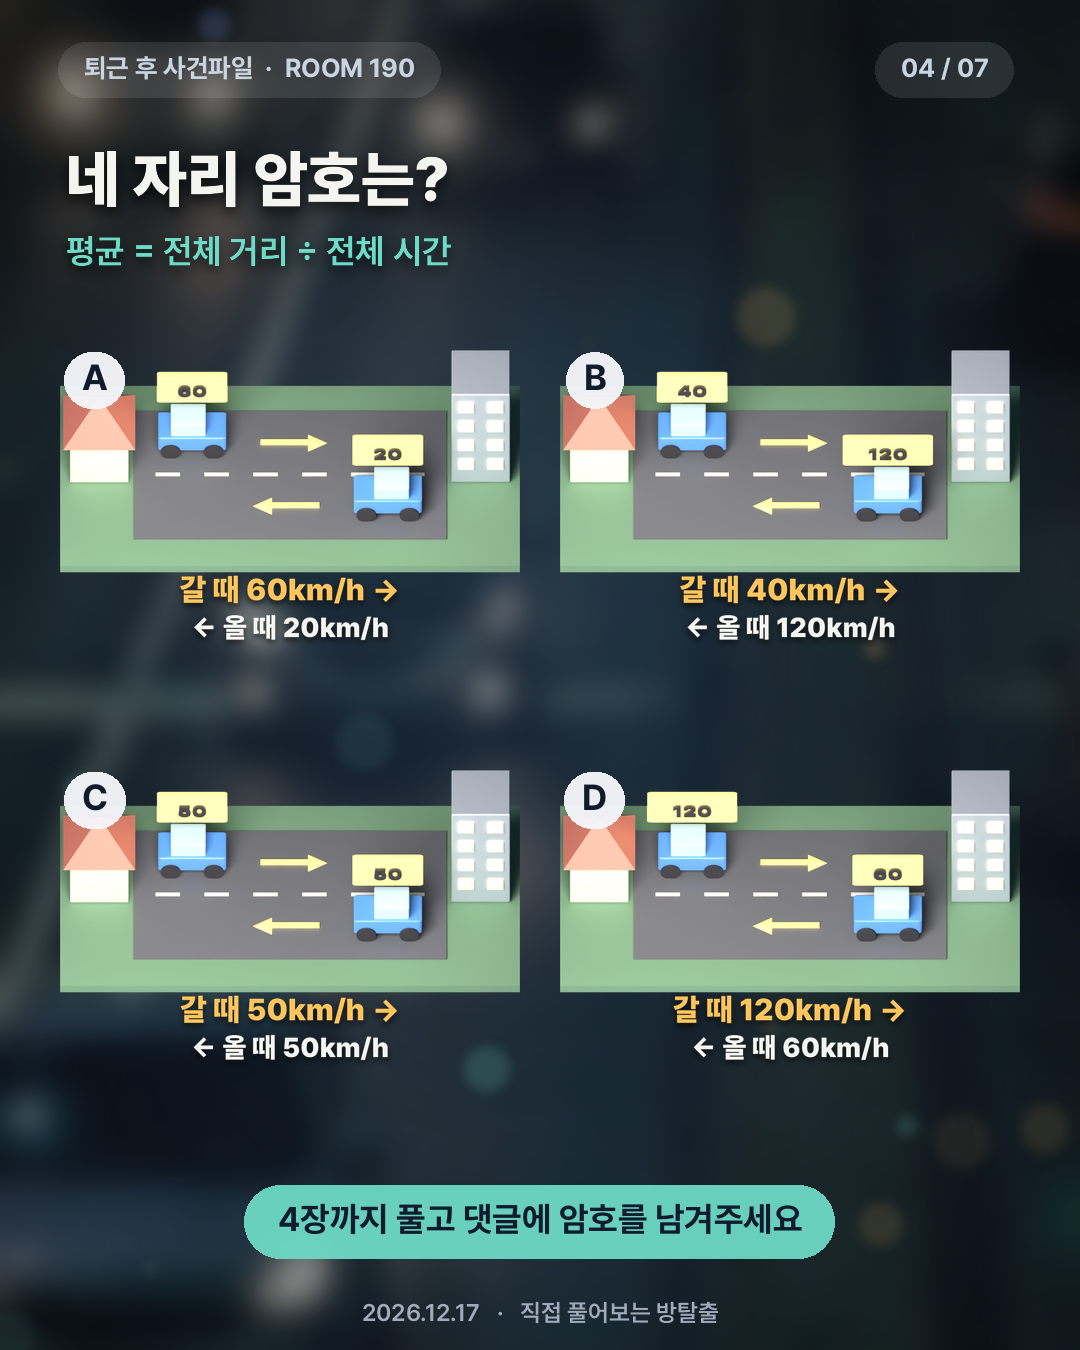 퇴근 후 사건파일 · ROOM 190
04 / 07
네 자리 암호는?
평균 = 전체 거리 ÷ 전체 시간
A
60
20
갈 때 60km/h →
← 올 때 20km/h
B
40
120
갈 때 40km/h →
← 올 때 120km/h
C
50
50
갈 때 50km/h →
← 올 때 50km/h
D
120
60
갈 때 120km/h →
← 올 때 60km/h
4장까지 풀고 댓글에 암호를 남겨주세요
2026.12.17 · 직접 풀어보는 방탈출